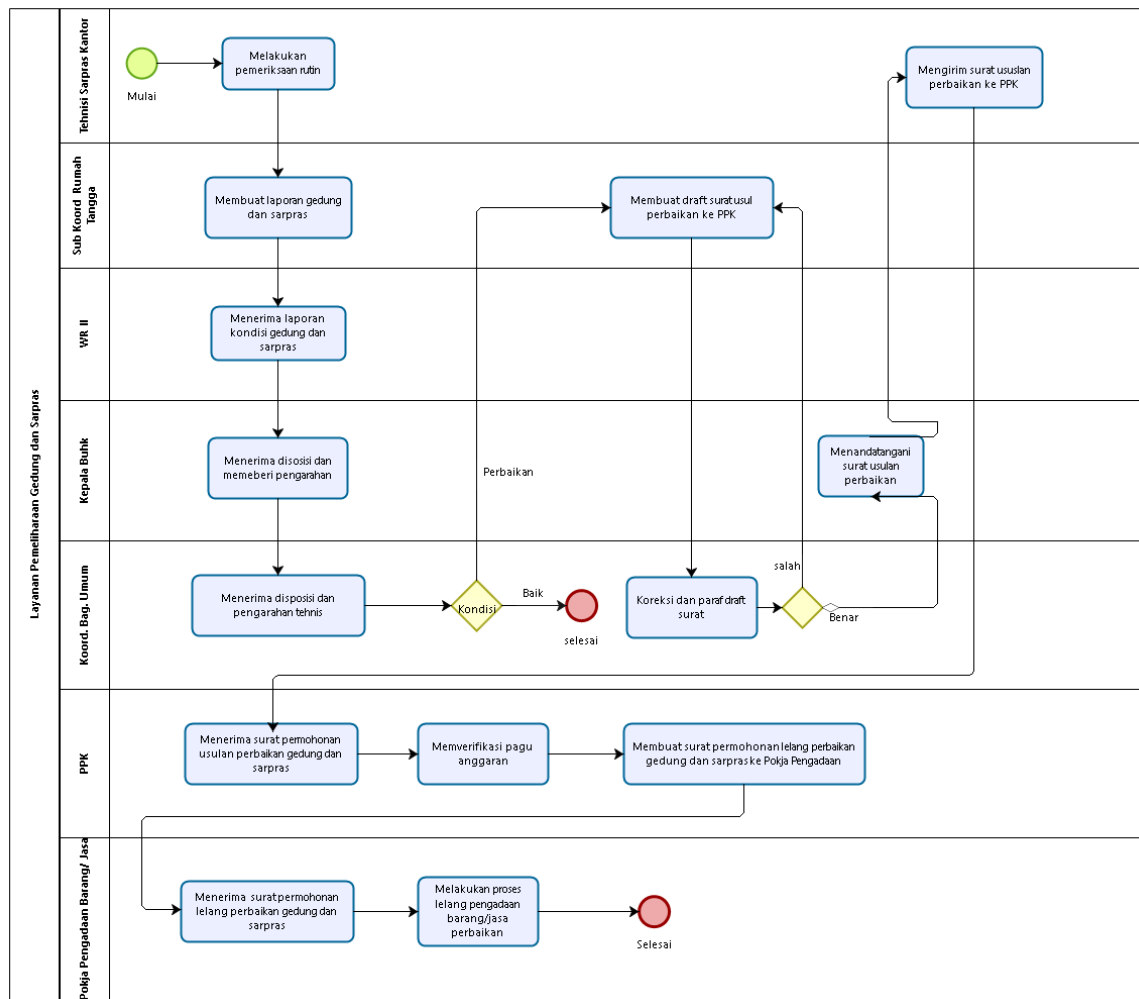 Layanan Pemeliharaan Gedung dan Sarpras
Tehnisi Sarpras Kantor
Mulai
Melakukan
pemeriksaan rutin
Mengirim surat ususlan
perbaikan ke PPK
Sub Koord Rumah
Tangga
Membuat laporan gedung
dan sarpras
Membuat draft surat usul
perbaikan ke PPK
WR II
Menerima laporan
kondisi gedung dan
sarpras
Kepala Buhk
Menerima disosisi dan
memeberi pengarahan
Perbaikan
Menandatangani
surat usulan
perbaikan
Koord. Bag. Umum
Menerima disposisi dan
pengarahan tehnis
Kondisi
Baik
selesai
Koreksi dan paraf draft
surat
salah
Benar
PPK
Menerima surat permohonan
usulan perbaikan gedung dan
sarpras
Memverifikasi pagu
anggaran
Membuat surat permohonan lelang perbaikan
gedung dan sarpras ke Pokja Pengadaan
Pokja Pengadaan Barang/ Jasa
Menerima surat permohonan
lelang perbaikan gedung dan
sarpras
Melakukan proses
lelang pengadaan
barang/jasa
perbaikan
Selesai